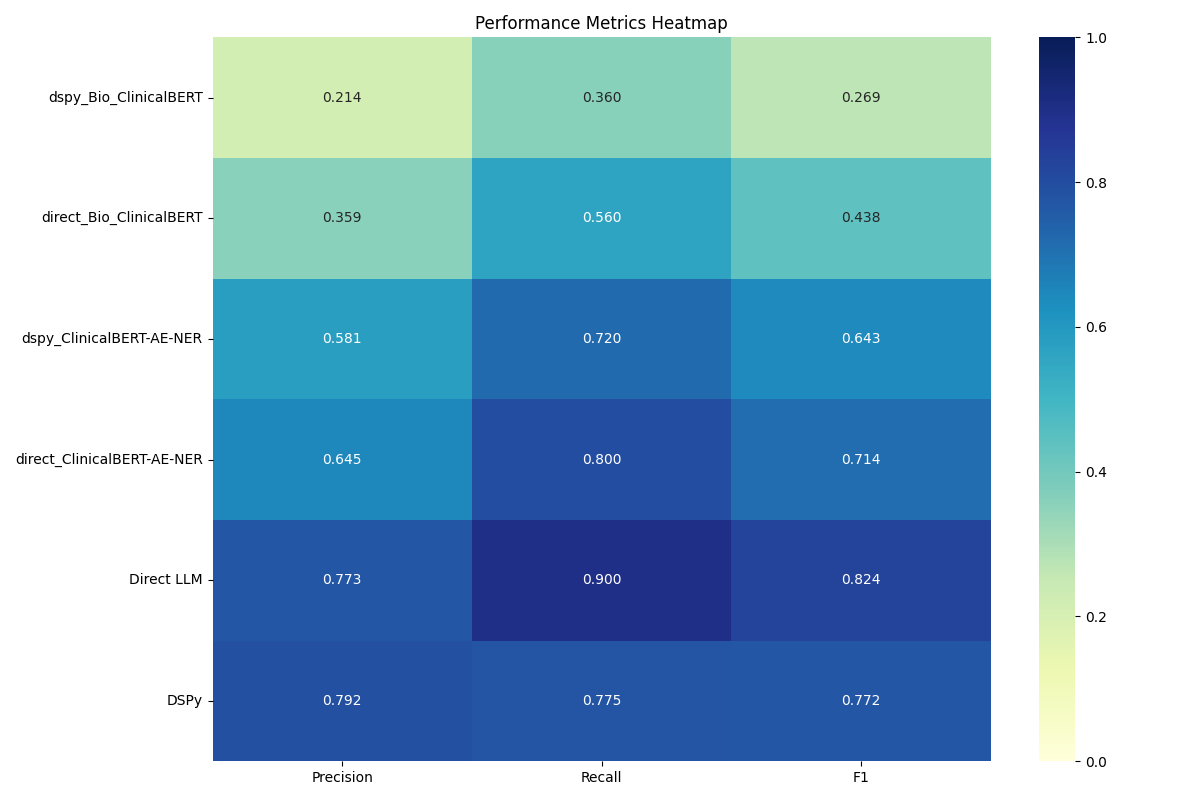 Performance Metrics Heatmap
dspy_Bio_ClinicalBERT 0.214 0.360 0.269
direct_Bio_ClinicalBERT 0.359 0.560 0.438
dspy_ClinicalBERT-AE-NER 0.581 0.720 0.643
direct_ClinicalBERT-AE-NER 0.645 0.800 0.714
Direct LLM 0.773 0.900 0.824
DSPy 0.792 0.775 0.772
Precision Recall F1
1.0
0.8
0.6
0.4
0.2
0.0